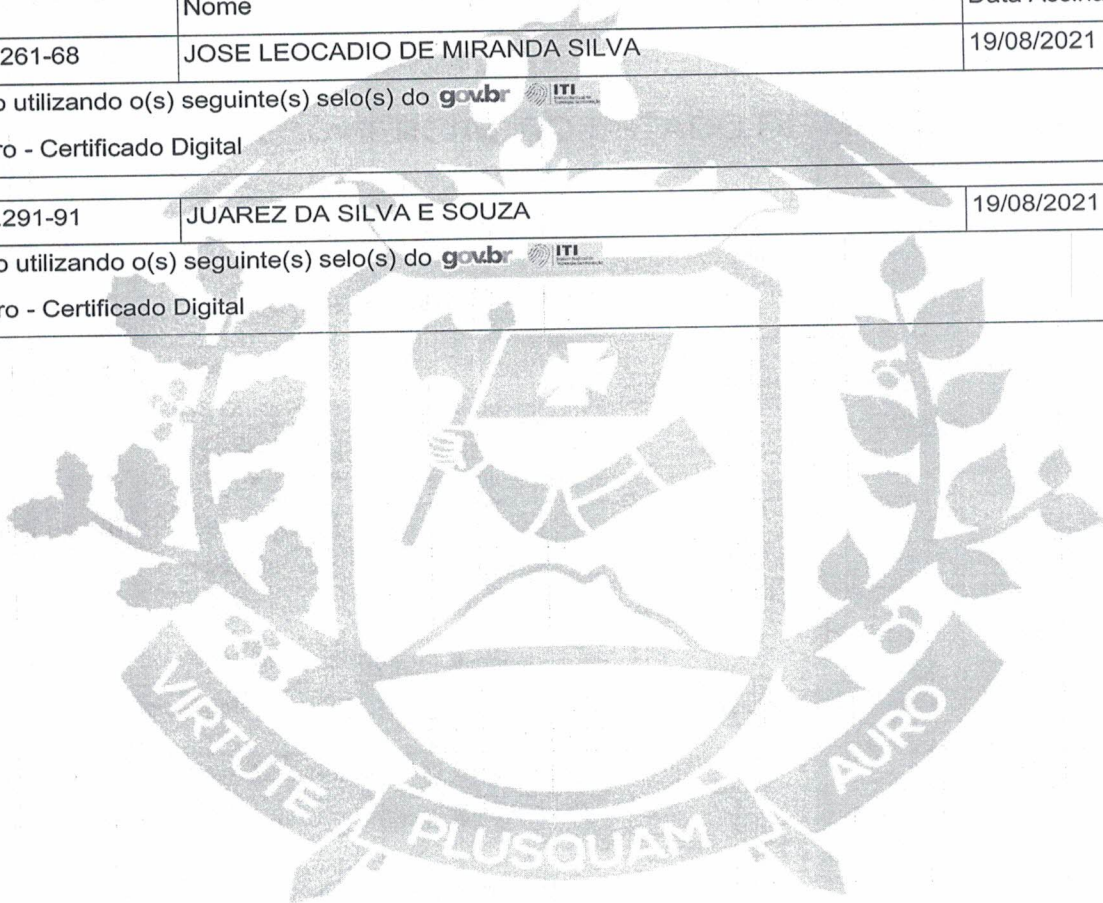 Nome
261-68 JOSE LEOCADIO DE MIRANDA SILVA 19/08/2021
o utilizando o(s) seguinte(s) selo(s) do gov.br ITI
ro - Certificado Digital
.291-91 JUAREZ DA SILVA E SOUZA 19/08/2021
o utilizando o(s) seguinte(s) selo(s) do gov.br ITI
ro - Certificado Digital
VIRTUTE PLUSQUAM AURO